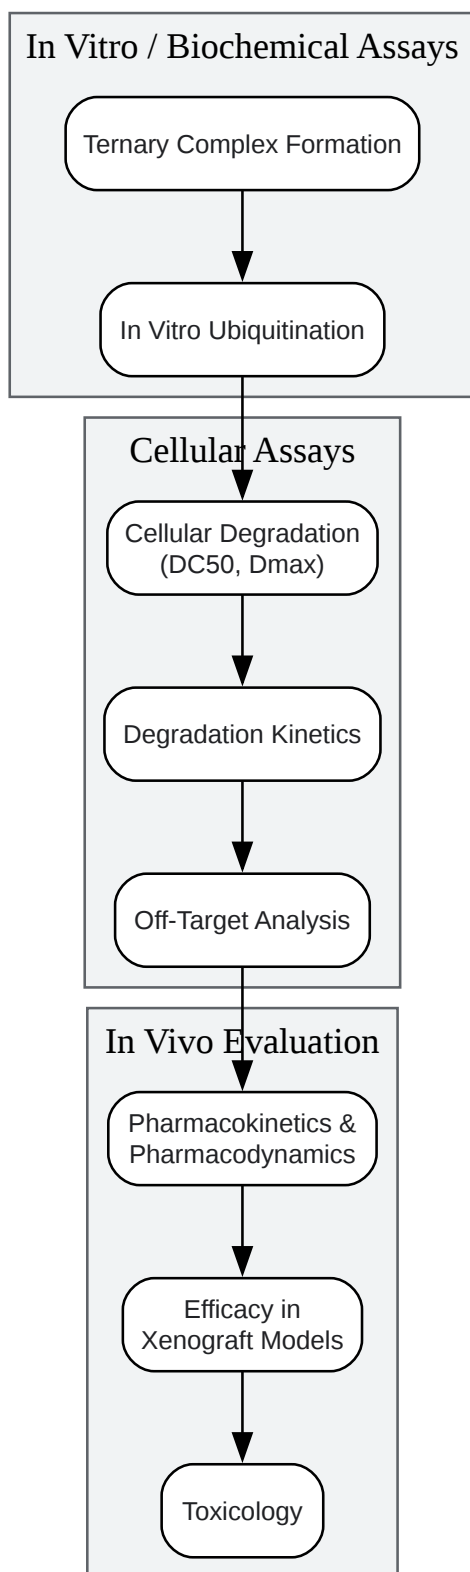 In Vitro / Biochemical Assays
Ternary Complex Formation
In Vitro Ubiquitination
Cellular Assays
Cellular Degradation
(DC50, Dmax)
Degradation Kinetics
Off-Target Analysis
In Vivo Evaluation
Pharmacokinetics &
Pharmacodynamics
Efficacy in
Xenograft Models
Toxicology